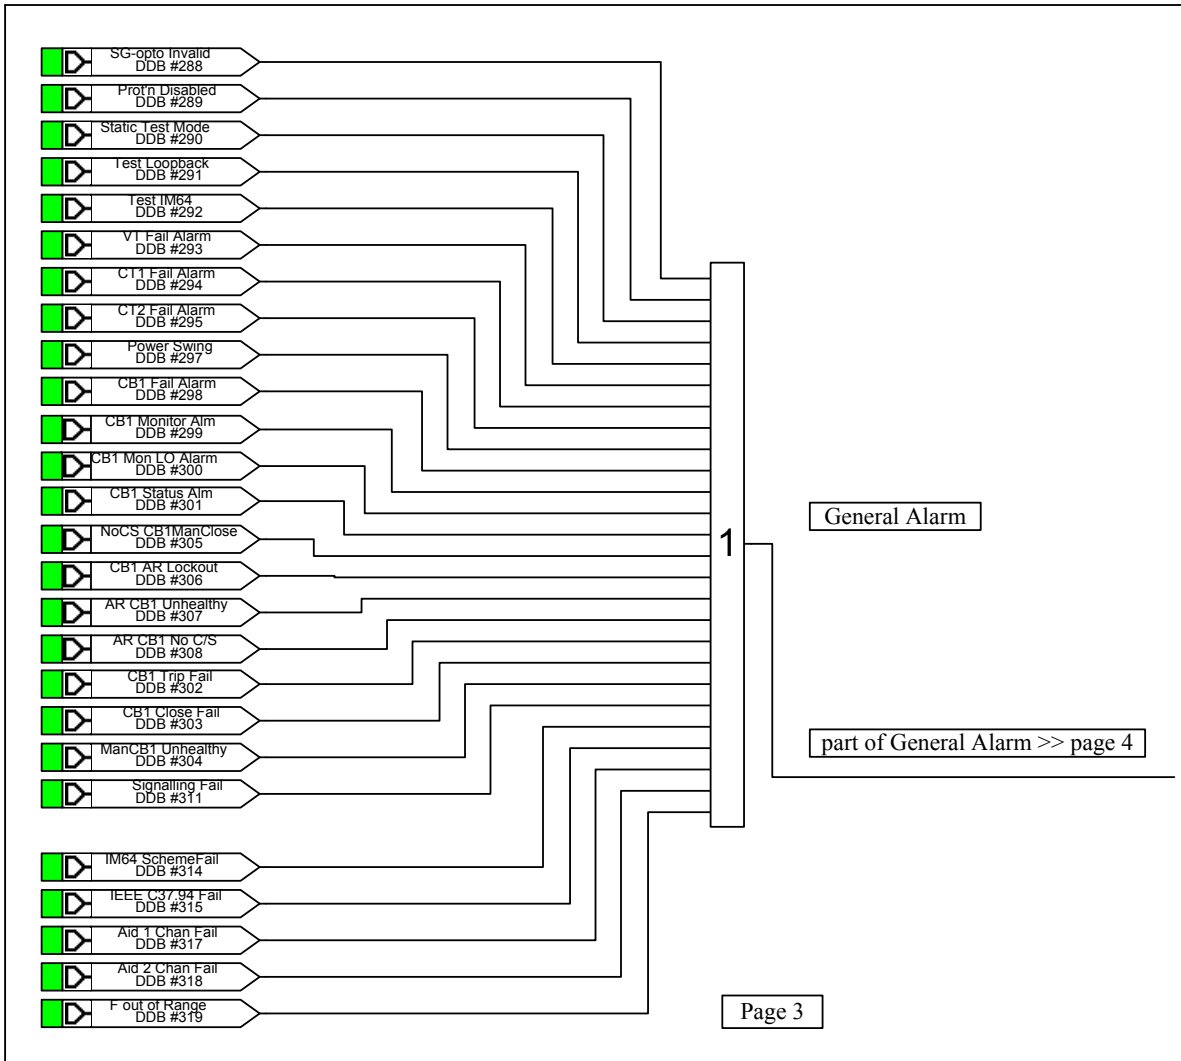 SG-opto Invalid
DDB #288
Prot'n Disabled
DDB #289
Static Test Mode
DDB #290
Test Loopback
DDB #291
Test IM64
DDB #292
VT Fail Alarm
DDB #293
CT1 Fail Alarm
DDB #294
CT2 Fail Alarm
DDB #295
Power Swing
DDB #297
CB1 Fail Alarm
DDB #298
CB1 Monitor Alm
DDB #299
CB1 Mon LO Alarm
DDB #300
CB1 Status Alm
DDB #301
NoCS CB1ManClose
DDB #305
CB1 AR Lockout
DDB #306
AR CB1 Unhealthy
DDB #307
AR CB1 No C/S
DDB #308
CB1 Trip Fail
DDB #302
CB1 Close Fail
DDB #303
ManCB1 Unhealthy
DDB #304
Signalling Fail
DDB #311
IM64 SchemeFail
DDB #314
IEEE C37.94 Fail
DDB #315
Aid 1 Chan Fail
DDB #317
Aid 2 Chan Fail
DDB #318
F out of Range
DDB #319
1
General Alarm
part of General Alarm >> page 4
Page 3